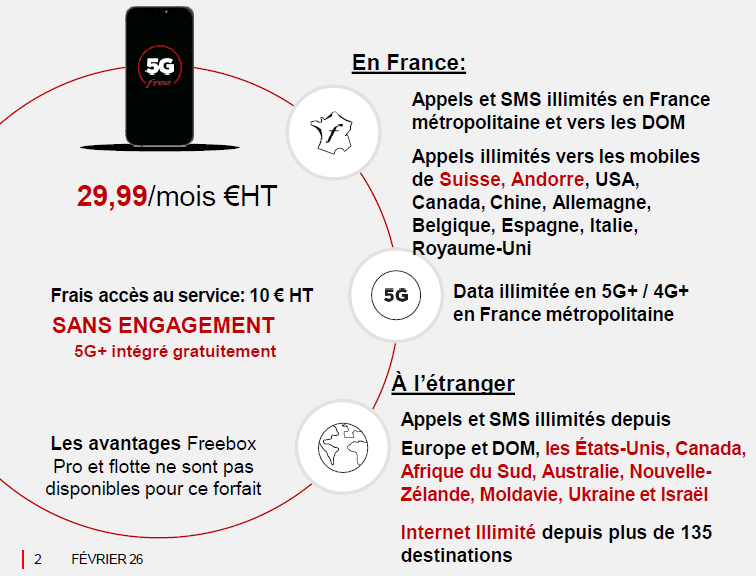 5G
free
29,99/mois €HT
Frais accès au service: 10 € HT
SANS ENGAGEMENT
5G+ intégré gratuitement
Les avantages Freebox
Pro et flotte ne sont pas
disponibles pour ce forfait
En France:
f
Appels et SMS illimités en France
métropolitaine et vers les DOM
Appels illimités vers les mobiles
de Suisse, Andorre, USA,
Canada, Chine, Allemagne,
Belgique, Espagne, Italie,
Royaume-Uni
5G
Data illimitée en 5G+ / 4G+
en France métropolitaine
À l’étranger
Appels et SMS illimités depuis
Europe et DOM, les États-Unis, Canada,
Afrique du Sud, Australie, Nouvelle-
Zélande, Moldavie, Ukraine et Israël
Internet Illimité depuis plus de 135
destinations
2 FÉVRIER 26